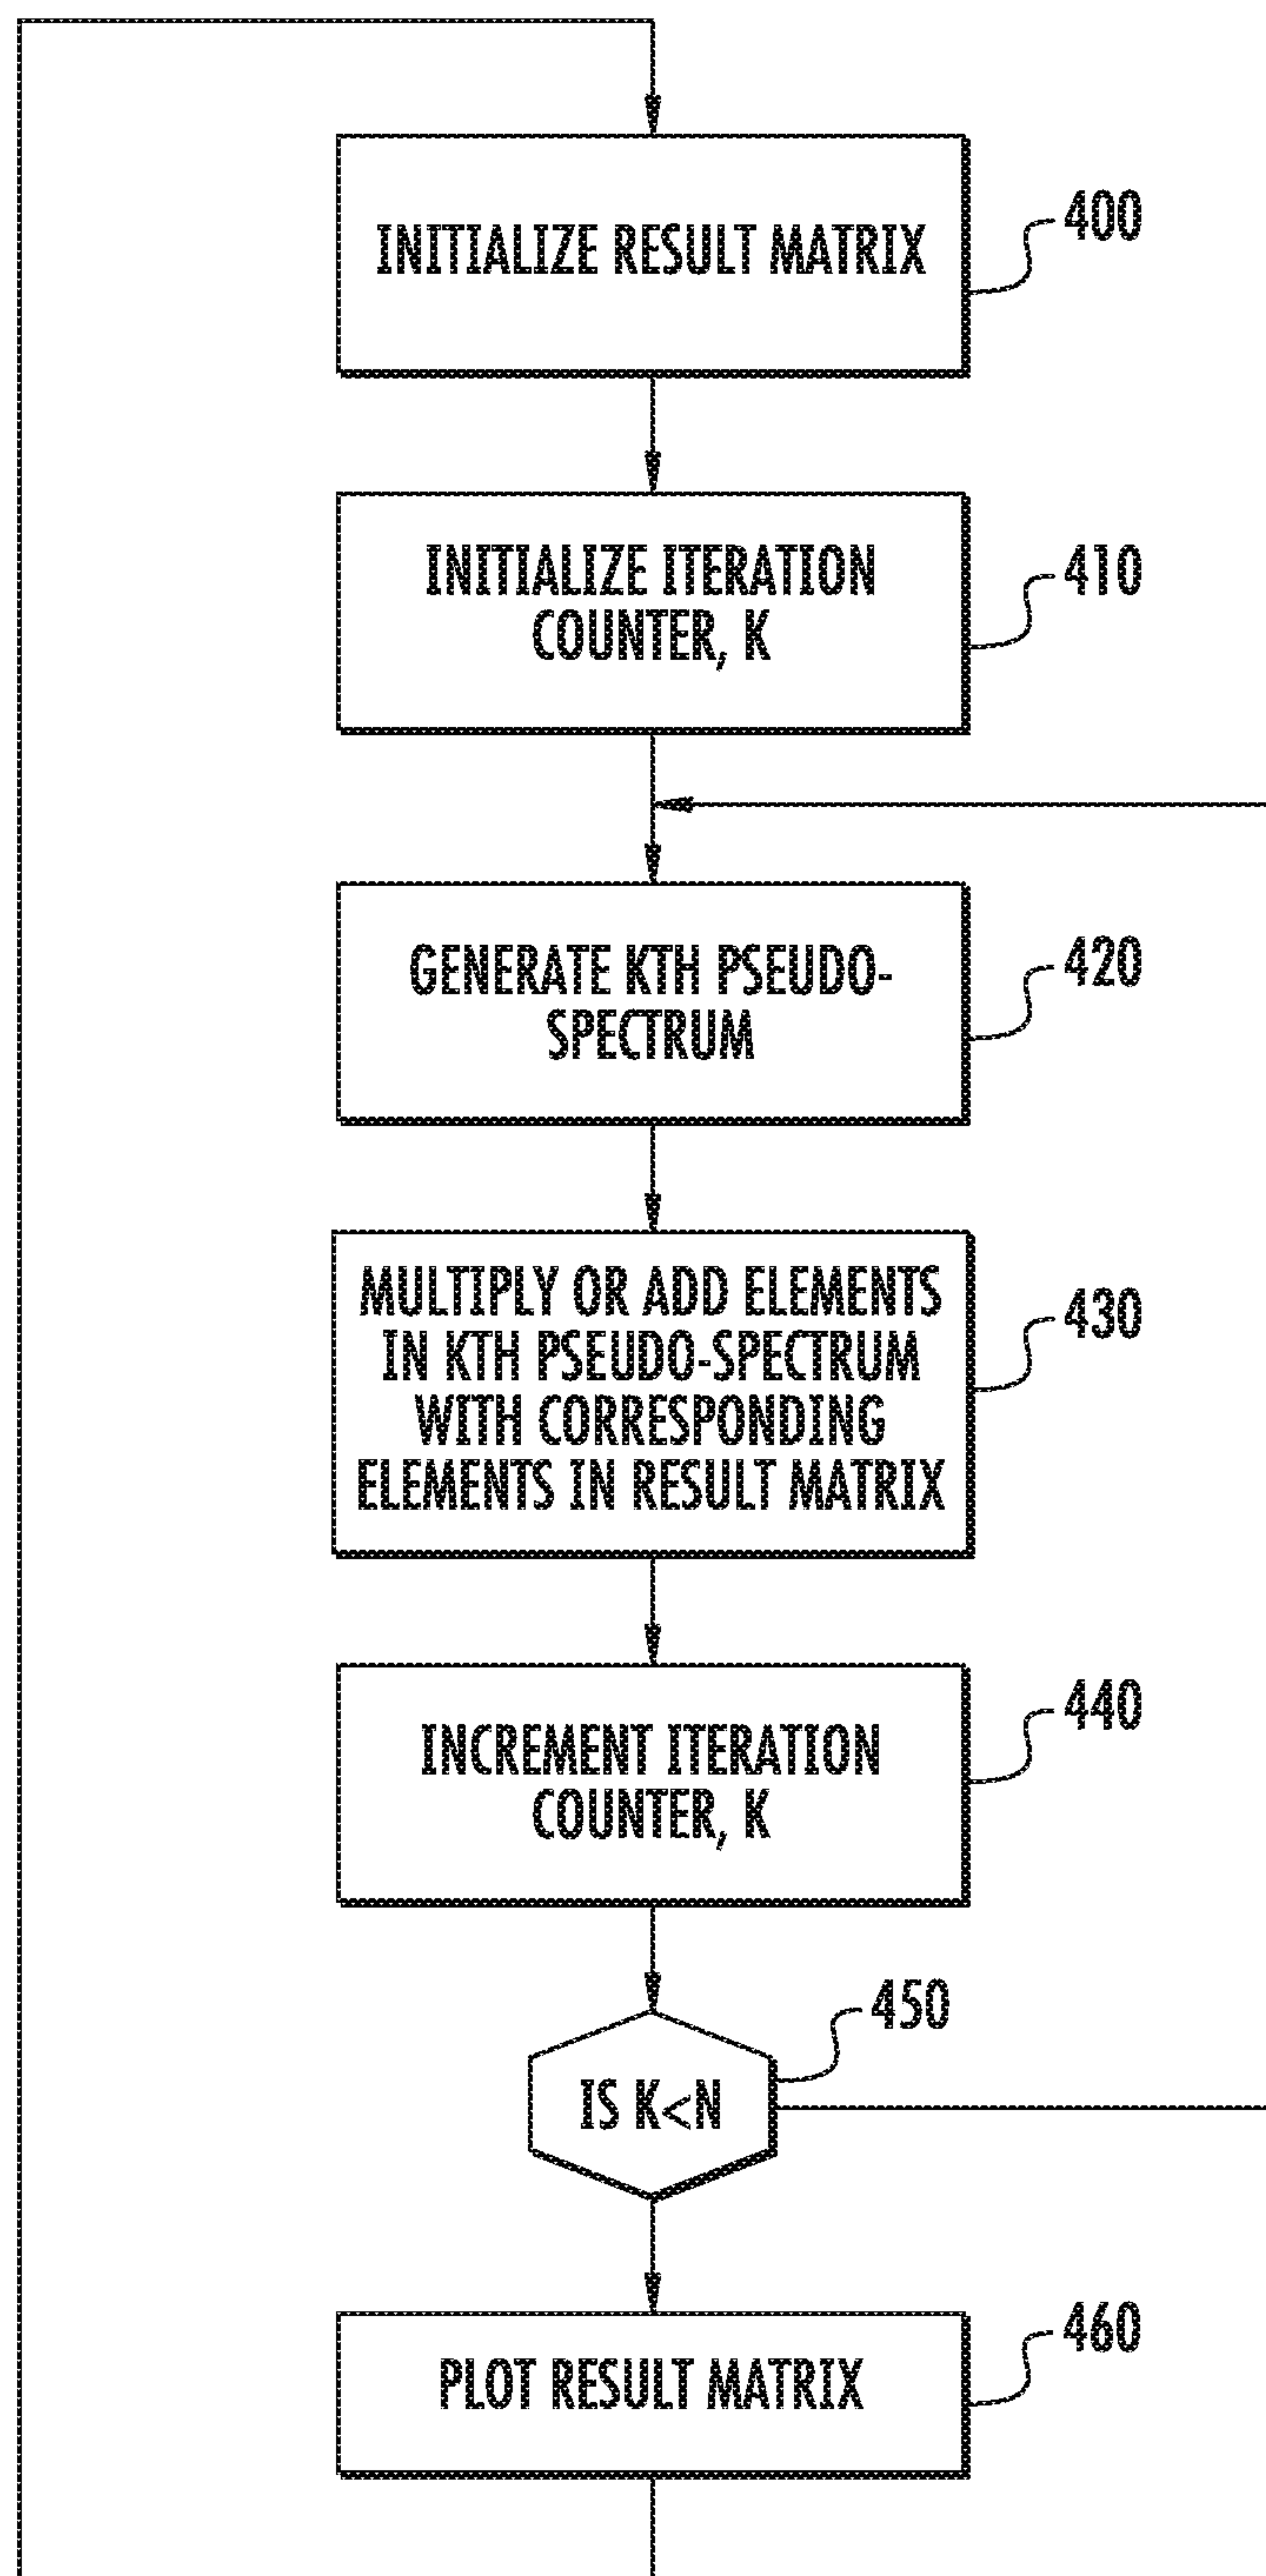 INITIALIZE RESULT MATRIX
400
INITIALIZE ITERATION
COUNTER, K
410
GENERATE KTH PSEUDO-
SPECTRUM
420
MULTIPLY OR ADD ELEMENTS
IN KTH PSEUDO-SPECTRUM
WITH CORRESPONDING
ELEMENTS IN RESULT MATRIX
430
INCREMENT ITERATION
COUNTER, K
440
IS K<N
450
PLOT RESULT MATRIX
460